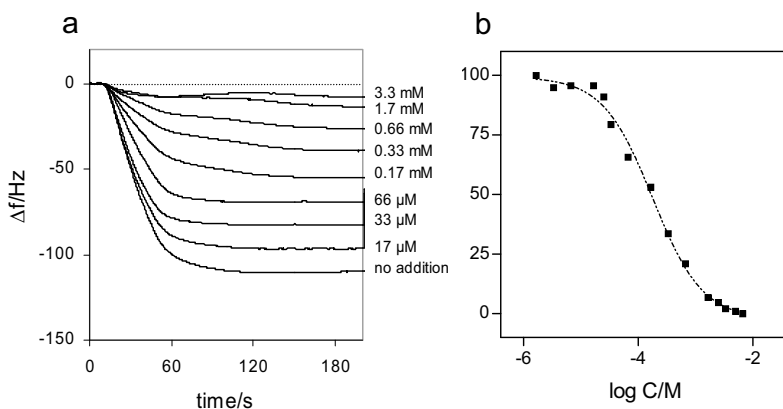 a
0
-50
-100
-150
Δf/Hz
0
60
120
180
time/s
3.3 mM
1.7 mM
0.66 mM
0.33 mM
0.17 mM
66 µM
33 µM
17 µM
no addition
b
100
75
50
25
0
-6
-4
-2
log C/M